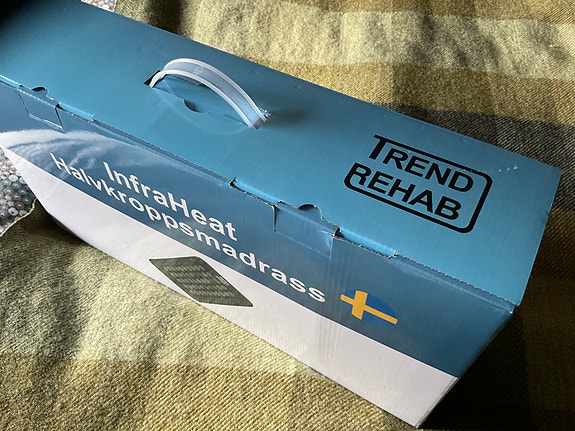 TREND
REHAB
InfraHeat
Halvkroppsmadrass